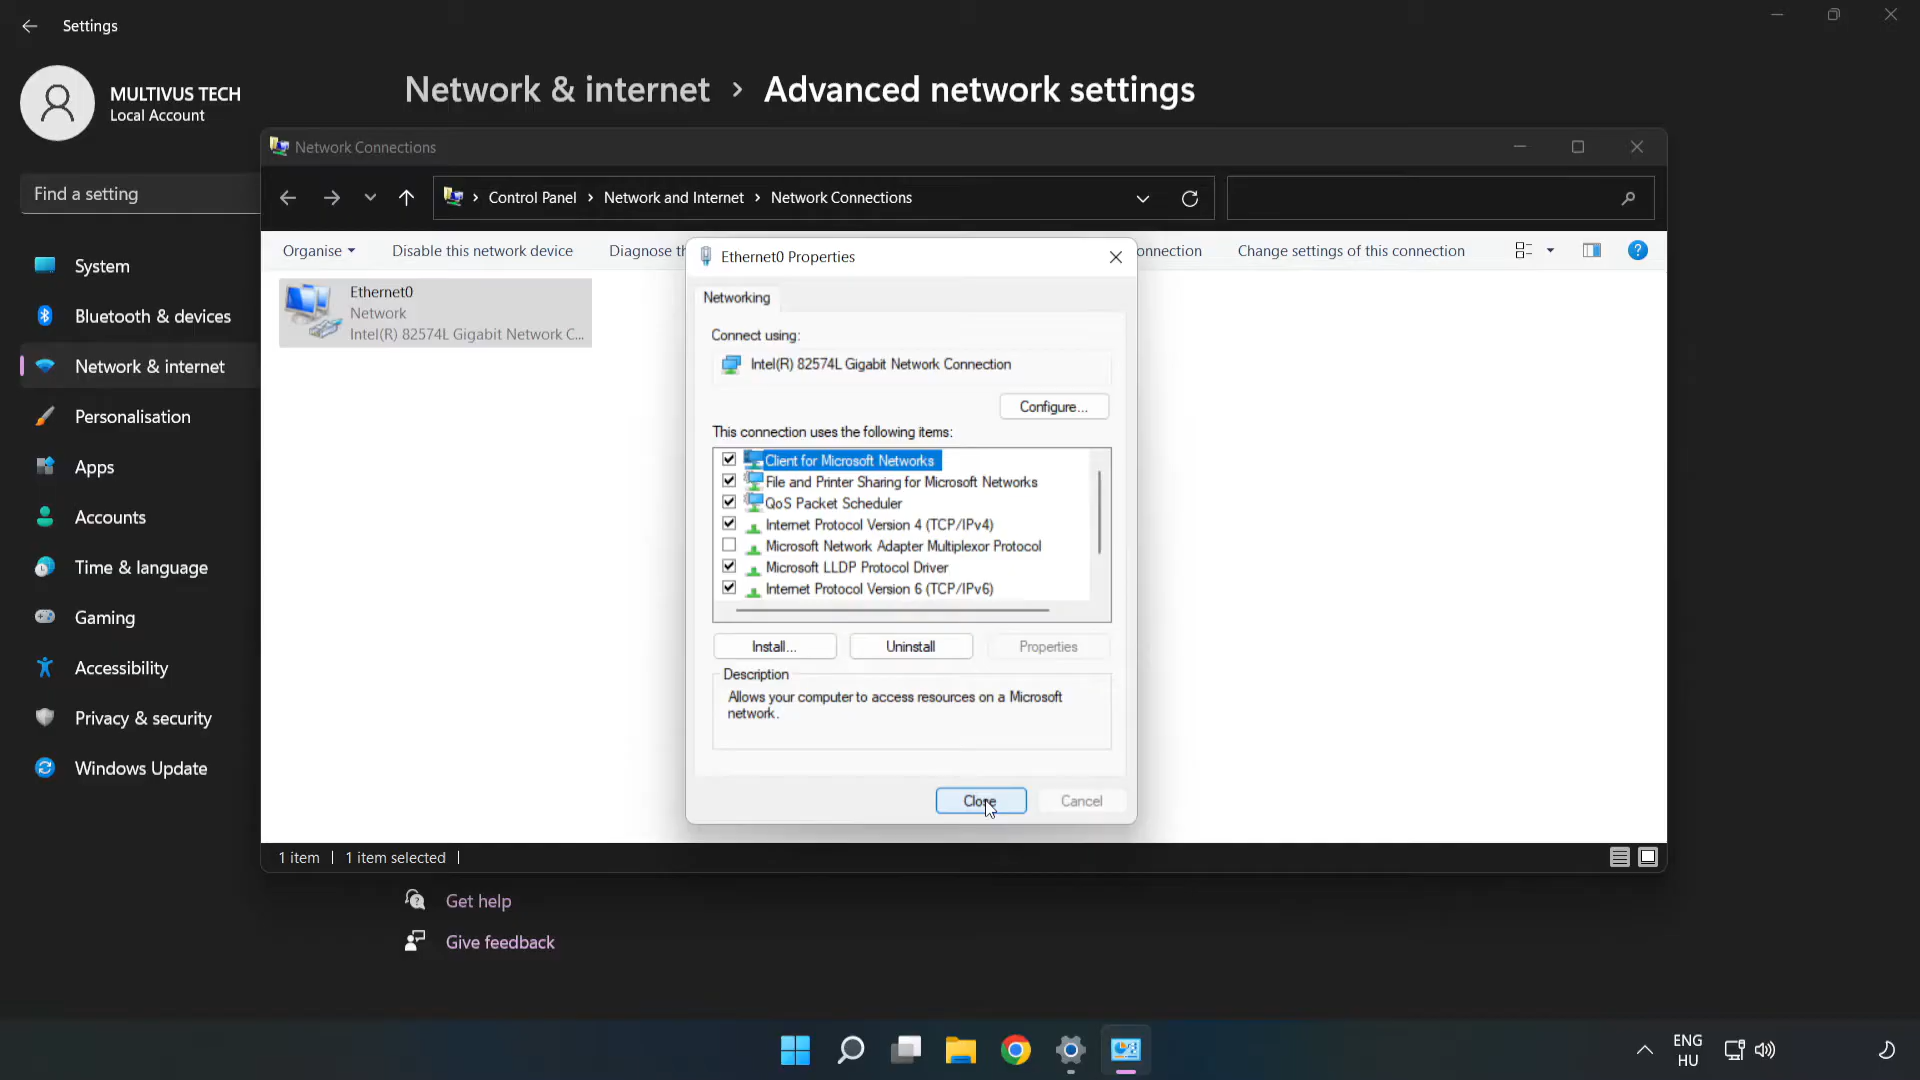 Settings
MULTIVUS TECH
Local Account
Find a setting
System
Bluetooth & devices
Network & internet
Personalisation
Apps
Accounts
Time & language
Gaming
Accessibility
Privacy & security
Windows Update
Network & internet › Advanced network settings
Network Connections
Control Panel › Network and Internet › Network Connections
Organise
Disable this network device
Diagnose th
onnection
Change settings of this connection
Ethernet0
Network
Intel(R) 82574L Gigabit Network C...
Ethernet0 Properties
Networking
Connect using:
Intel(R) 82574L Gigabit Network Connection
Configure...
This connection uses the following items:
Client for Microsoft Networks
File and Printer Sharing for Microsoft Networks
QoS Packet Scheduler
Internet Protocol Version 4 (TCP/IPv4)
Microsoft Network Adapter Multiplexor Protocol
Microsoft LLDP Protocol Driver
Internet Protocol Version 6 (TCP/IPv6)
Install...
Uninstall
Properties
Description
Allows your computer to access resources on a Microsoft
network.
Close
Cancel
1 item
1 item selected
Get help
Give feedback
ENG
HU